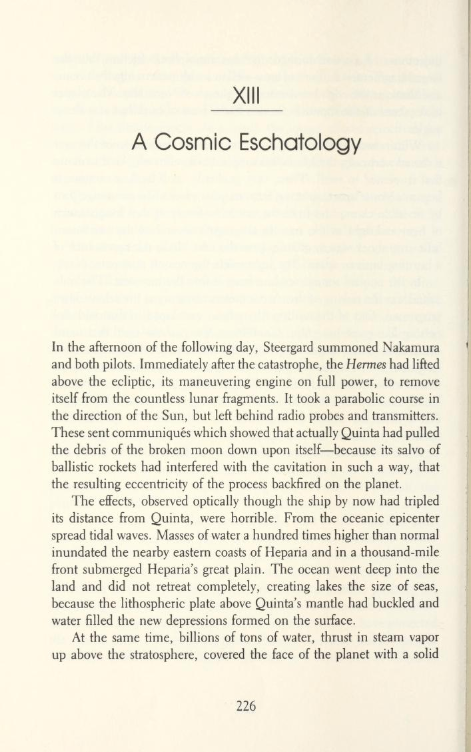 XIII
A Cosmic Eschatology
In the afternoon of the following day, Steergard summoned Nakamura
and both pilots. Immediately after the catastrophe, the Hermes had lifted
above the ecliptic, its maneuvering engine on full power, to remove
itself from the countless lunar fragments. It took a parabolic course in
the direction of the Sun, but left behind radio probes and transmitters.
These sent communiqués which showed that actually Quinta had pulled
the debris of the broken moon down upon itself—because its salvo of
ballistic rockets had interfered with the cavitation in such a way, that
the resulting eccentricity of the process backfired on the planet.
The effects, observed optically though the ship by now had tripled
its distance from Quinta, were horrible. From the oceanic epicenter
spread tidal waves. Masses of water a hundred times higher than normal
inundated the nearby eastern coasts of Heparia and in a thousand-mile
front submerged Heparia's great plain. The ocean went deep into the
land and did not retreat completely, creating lakes the size of seas,
because the lithospheric plate above Quinta's mantle had buckled and
water filled the new depressions formed on the surface.
At the same time, billions of tons of water, thrust in steam vapor
up above the stratosphere, covered the face of the planet with a solid
226